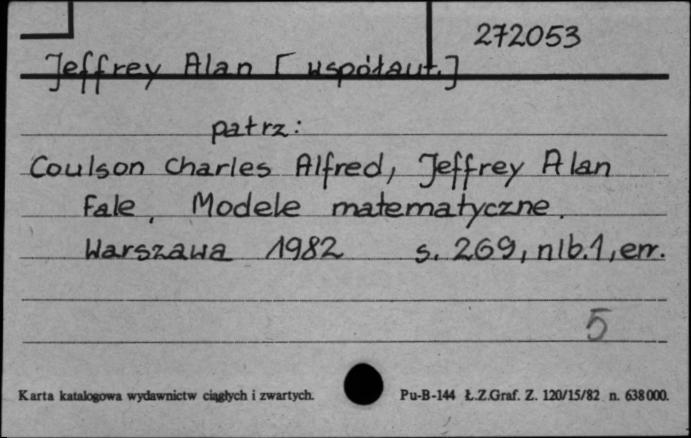 272053
Jeffrey Alan [współaut.]
patrz:
Coulson Charles Alfred, Jeffrey Alan
Fale. Modele matematyczne.
Warszawa 1982 s. 269, nlb.1, err.
5
Karta katalogowa wydawnictw ciągłych i zwartych. Pu-B-144 Ł.Z.Graf. Z. 120/15/82 n. 638000.